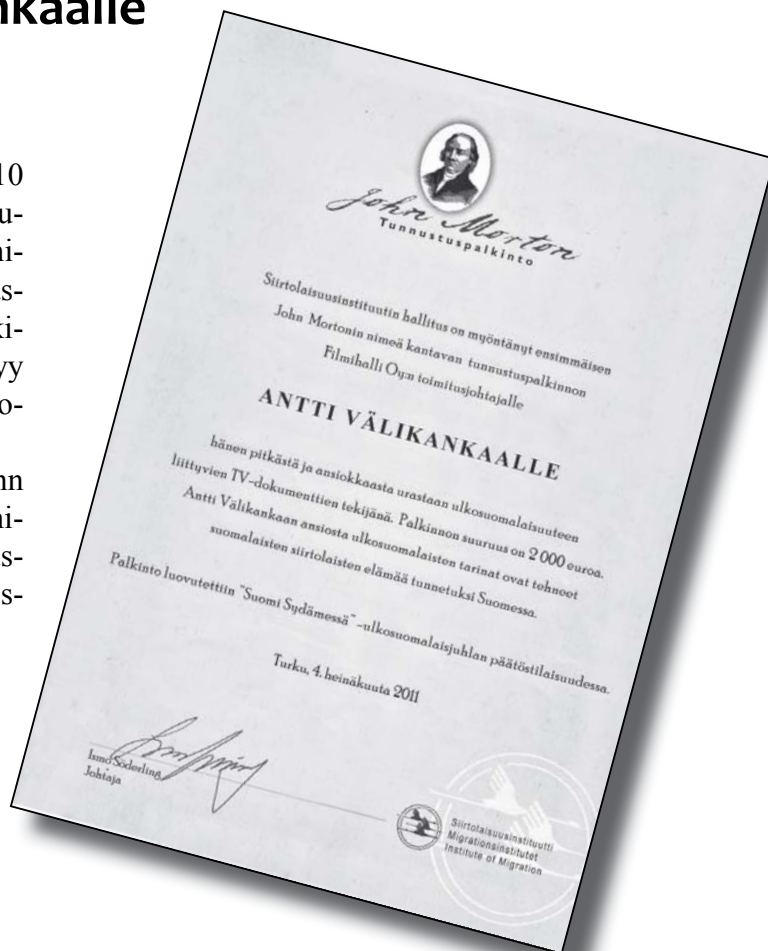 nkaalle
10
u-
ni-
s-
ki-
yy
o-
nn
ni-
s-
s-
John Morton
Tunnustuspalkinto
Siirtolaisuusinstituutin hallitus on myöntänyt ensimmäisen
John Mortonin nimeä kantavan tunnustuspalkinnon
Filmihalli Oy:n toimitusjohtajalle
ANTTI VÄLIKANKAALLE
hänen pitkästä ja ansiokkaasta urastaan ulkosuomalaisuuteen
liittyvien TV-dokumenttien tekijänä. Palkinnon suuruus on 2 000 euroa.
Antti Välikankaan ansiosta ulkosuomalaisten tarinat ovat tehneet
suomalaisten siirtolaisten elämää tunnetuksi Suomessa.
Palkinto luovutettiin "Suomi Sydämessä" -ulkosuomalaisjuhlan päätöstilaisuudessa.
Turku, 4. heinäkuuta 2011
Ismo Söderling
Johtaja
Siirtolaisuusinstituutti
Migrationsinstitutet
Institute of Migration